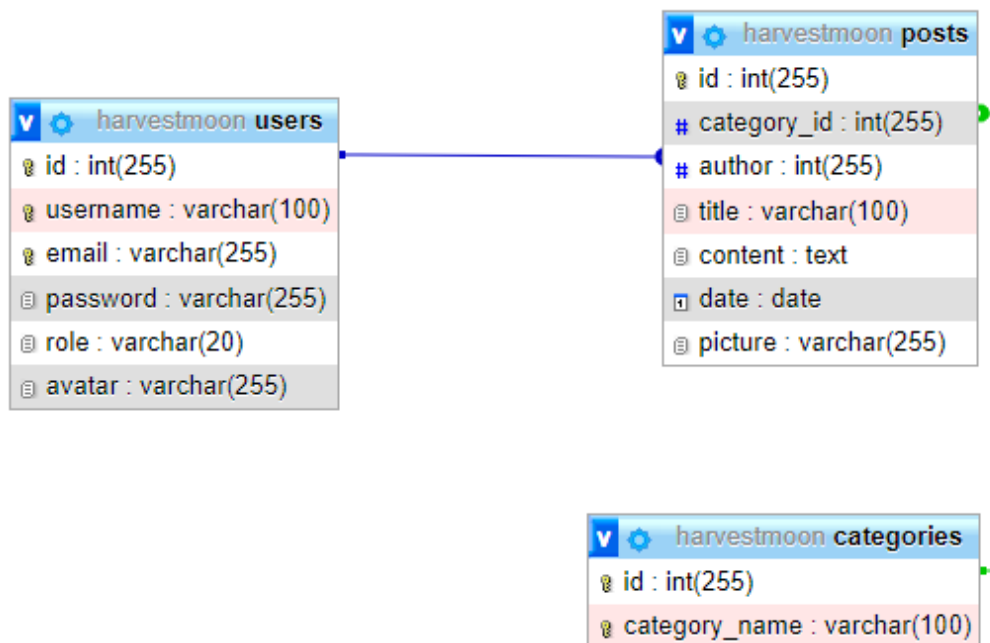 v harvestmoon users
id : int(255)
username : varchar(100)
email : varchar(255)
password : varchar(255)
role : varchar(20)
avatar : varchar(255)
v harvestmoon posts
id : int(255)
# category_id : int(255)
# author : int(255)
title : varchar(100)
content : text
date : date
picture : varchar(255)
v harvestmoon categories
id : int(255)
category_name : varchar(100)